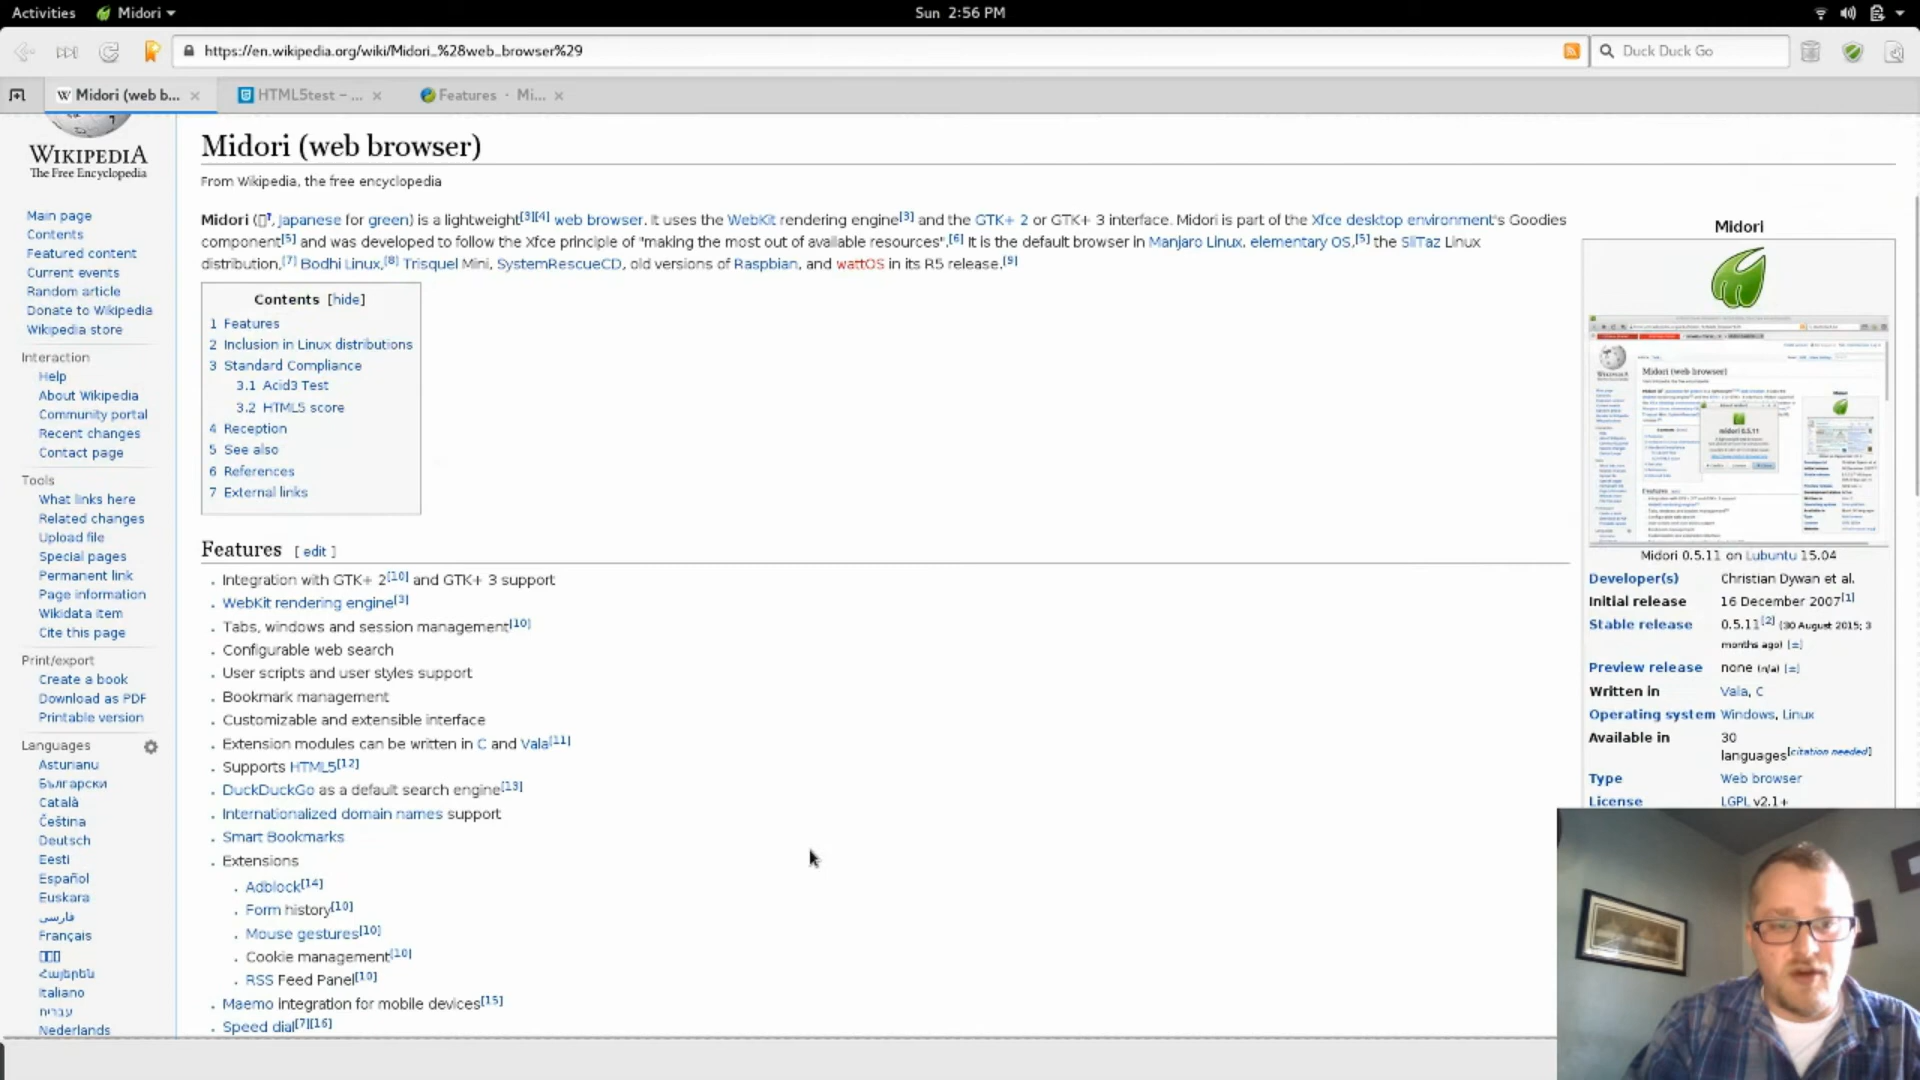 Activities Midori Sun 2:56 PM
https://en.wikipedia.org/wiki/Midori_%28web_browser%29 Duck Duck Go
W Midori (web b... HTML5test – ... Features · Mi...
WIKIPEDIA
The Free Encyclopedia
Main page
Contents
Featured content
Current events
Random article
Donate to Wikipedia
Wikipedia store
Interaction
Help
About Wikipedia
Community portal
Recent changes
Contact page
Tools
What links here
Related changes
Upload file
Special pages
Permanent link
Page information
Wikidata item
Cite this page
Print/export
Create a book
Download as PDF
Printable version
Languages
Asturianu
Български
Català
Čeština
Deutsch
Eesti
Español
Euskara
فارسی
Français
Հայերեն
Italiano
עברית
Nederlands
Midori (web browser)
From Wikipedia, the free encyclopedia
Midori (▯?, Japanese for green) is a lightweight[3][4] web browser. It uses the WebKit rendering engine[3] and the GTK+ 2 or GTK+ 3 interface. Midori is part of the Xfce desktop environment's Goodies
component[5] and was developed to follow the Xfce principle of "making the most out of available resources".[6] It is the default browser in Manjaro Linux, elementary OS,[5] the SliTaz Linux
distribution,[7] Bodhi Linux,[8] Trisquel Mini, SystemRescueCD, old versions of Raspbian, and wattOS in its R5 release.[9]
Contents [hide]
1 Features
2 Inclusion in Linux distributions
3 Standard Compliance
3.1 Acid3 Test
3.2 HTML5 score
4 Reception
5 See also
6 References
7 External links
Features [ edit ]
Integration with GTK+ 2[10] and GTK+ 3 support
WebKit rendering engine[3]
Tabs, windows and session management[10]
Configurable web search
User scripts and user styles support
Bookmark management
Customizable and extensible interface
Extension modules can be written in C and Vala[11]
Supports HTML5[12]
DuckDuckGo as a default search engine[13]
Internationalized domain names support
Smart Bookmarks
Extensions
Adblock[14]
Form history[10]
Mouse gestures[10]
Cookie management[10]
RSS Feed Panel[10]
Maemo integration for mobile devices[15]
Speed dial[7][16]
Midori
Midori (web browser)
midori 0.5.11
Midori 0.5.11 on Lubuntu 15.04
Developer(s) Christian Dywan et al.
Initial release 16 December 2007[1]
Stable release 0.5.11[2] (30 August 2015; 3
months ago) [±]
Preview release none (n/a) [±]
Written in Vala, C
Operating system Windows, Linux
Available in 30
languages[citation needed]
Type Web browser
License LGPL v2.1+